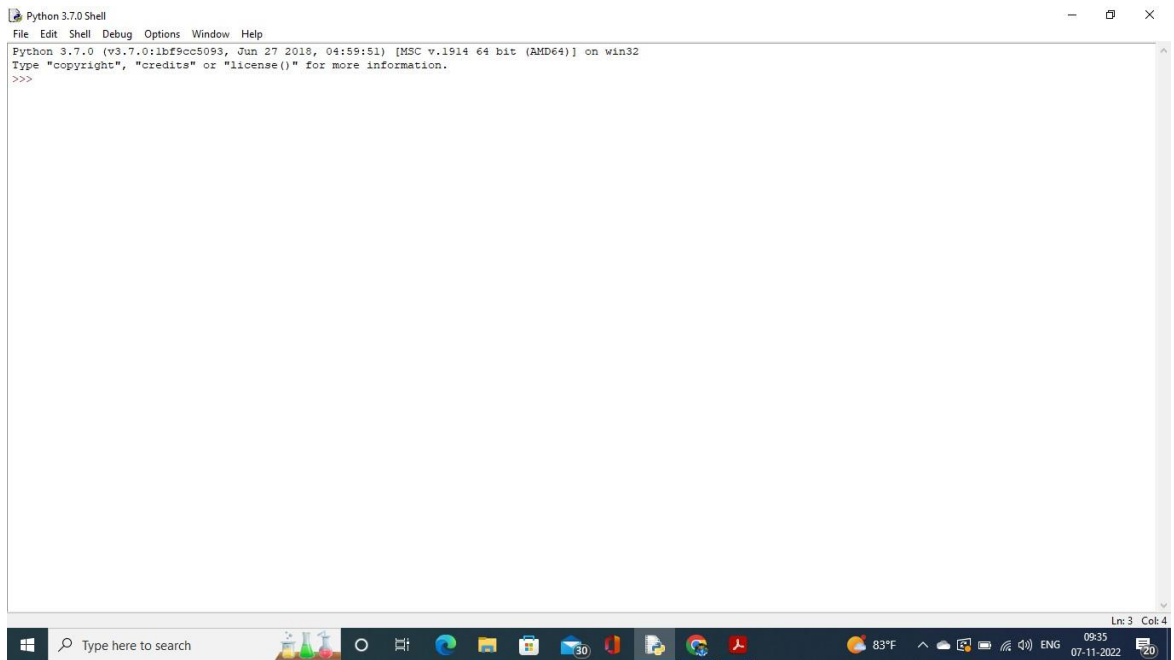 Python 3.7.0 Shell
File Edit Shell Debug Options Window Help
Python 3.7.0 (v3.7.0:1bf9cc5093, Jun 27 2018, 04:59:51) [MSC v.1914 64 bit (AMD64)] on win32
Type "copyright", "credits" or "license()" for more information.
>>>
Ln: 3 Col: 4
Type here to search
30
83°F
ENG
09:35
07-11-2022
20